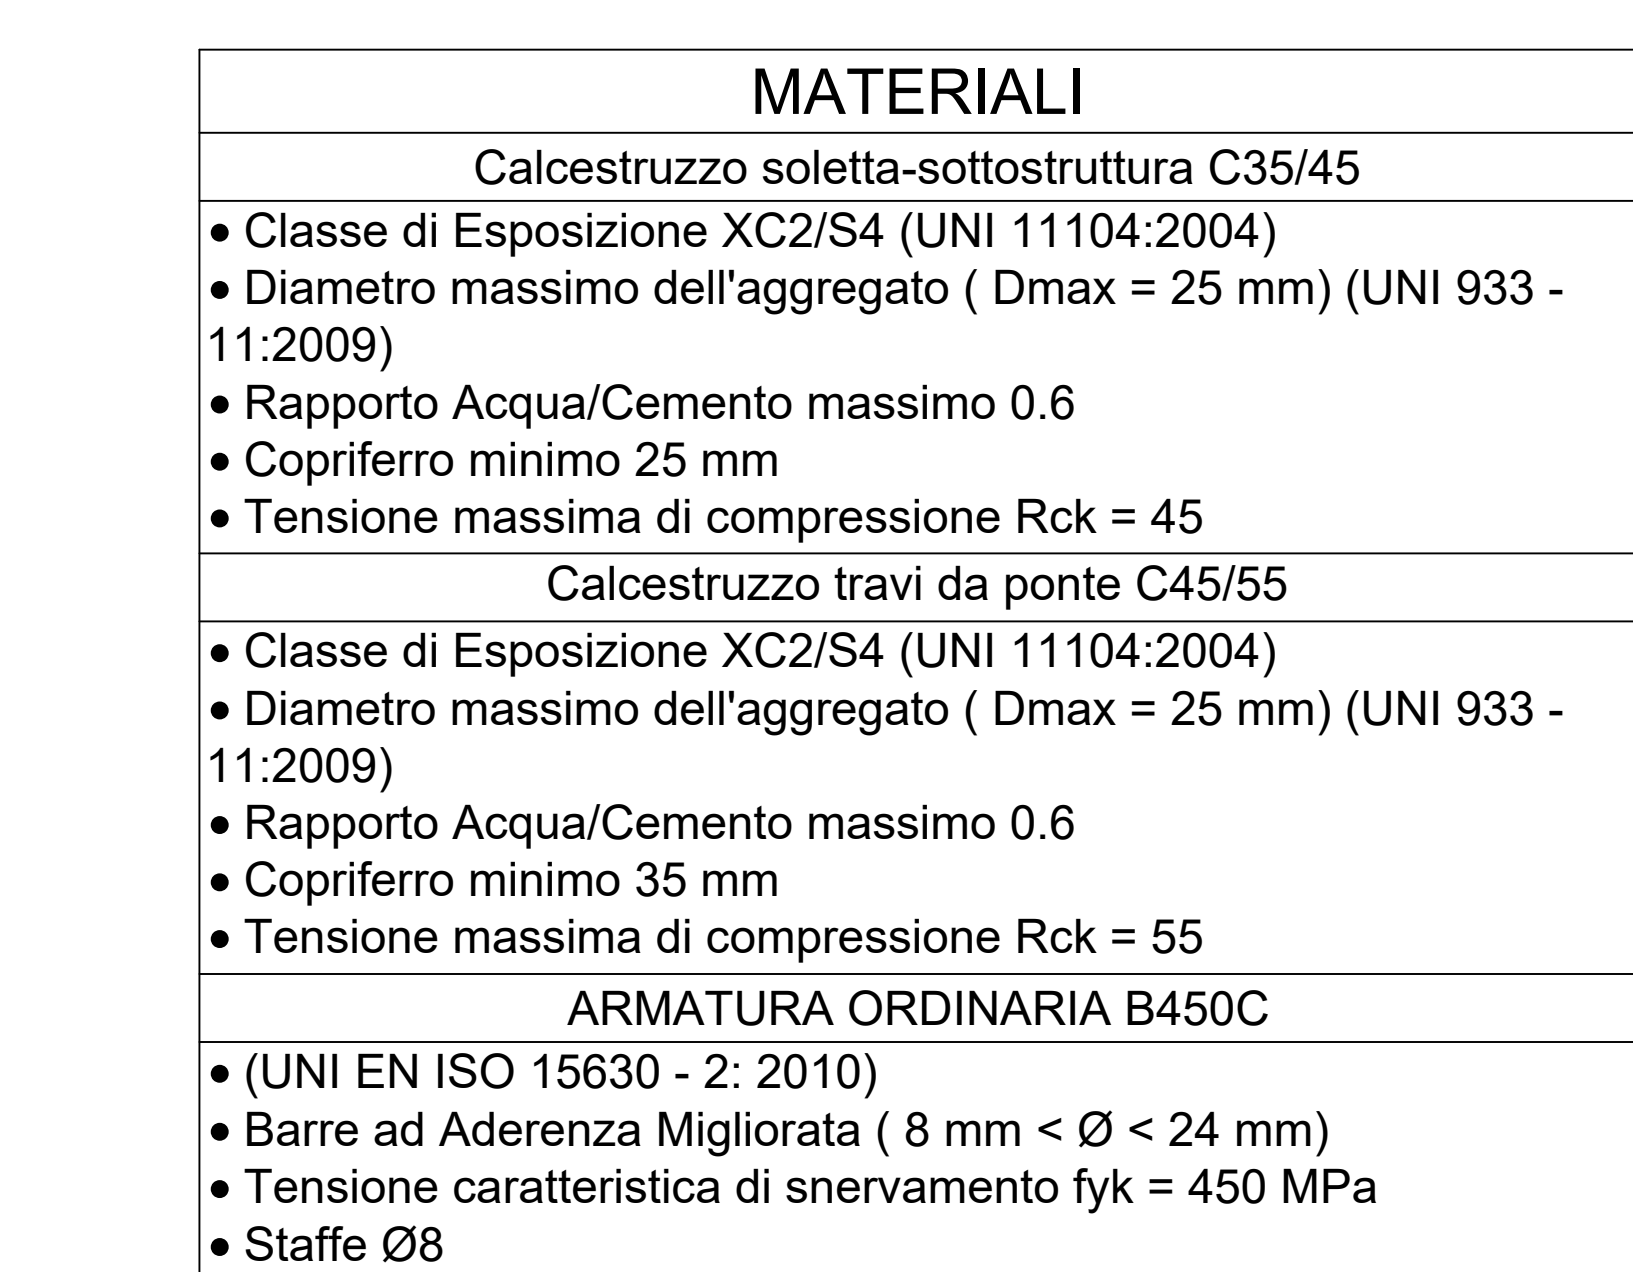 MATERIALI
Calcestruzzo soletta-sottostruttura C35/45
• Classe di Esposizione XC2/S4 (UNI 11104:2004)
• Diametro massimo dell'aggregato ( Dmax = 25 mm) (UNI 933 -
11:2009)
• Rapporto Acqua/Cemento massimo 0.6
• Copriferro minimo 25 mm
• Tensione massima di compressione Rck = 45
Calcestruzzo travi da ponte C45/55
• Classe di Esposizione XC2/S4 (UNI 11104:2004)
• Diametro massimo dell'aggregato ( Dmax = 25 mm) (UNI 933 -
11:2009)
• Rapporto Acqua/Cemento massimo 0.6
• Copriferro minimo 35 mm
• Tensione massima di compressione Rck = 55
ARMATURA ORDINARIA B450C
• (UNI EN ISO 15630 - 2: 2010)
• Barre ad Aderenza Migliorata ( 8 mm < Ø < 24 mm)
• Tensione caratteristica di snervamento fyk = 450 MPa
• Staffe Ø8